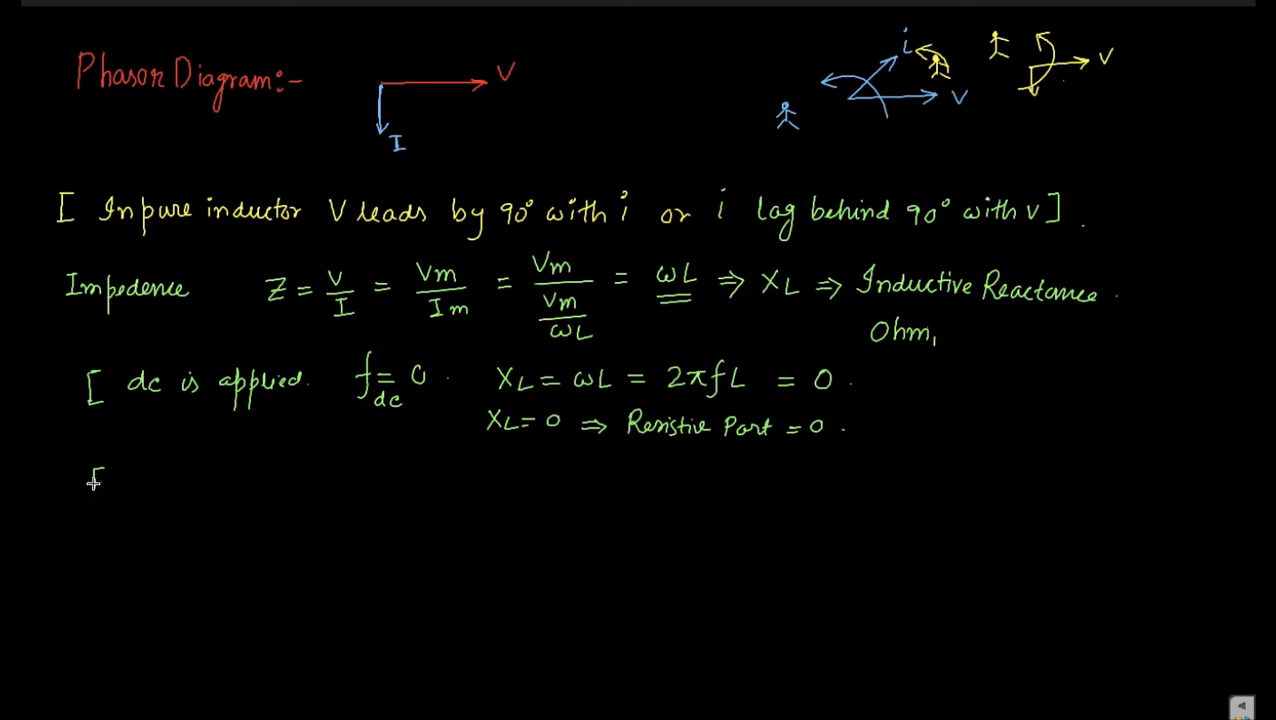 Phasor Diagram:-
V
I
i
V
V
[ In pure inductor V leads by 90° with i or i lag behind 90° with v ] .
Impedence Z = V/I = Vm/Im = Vm/(Vm/ωL) = ωL ⇒ XL ⇒ Inductive Reactance .
Ohm,
[ dc is applied. f = 0 . XL = ωL = 2πfL = 0 .
dc
XL = 0 ⇒ Resistive Part = 0 .
[